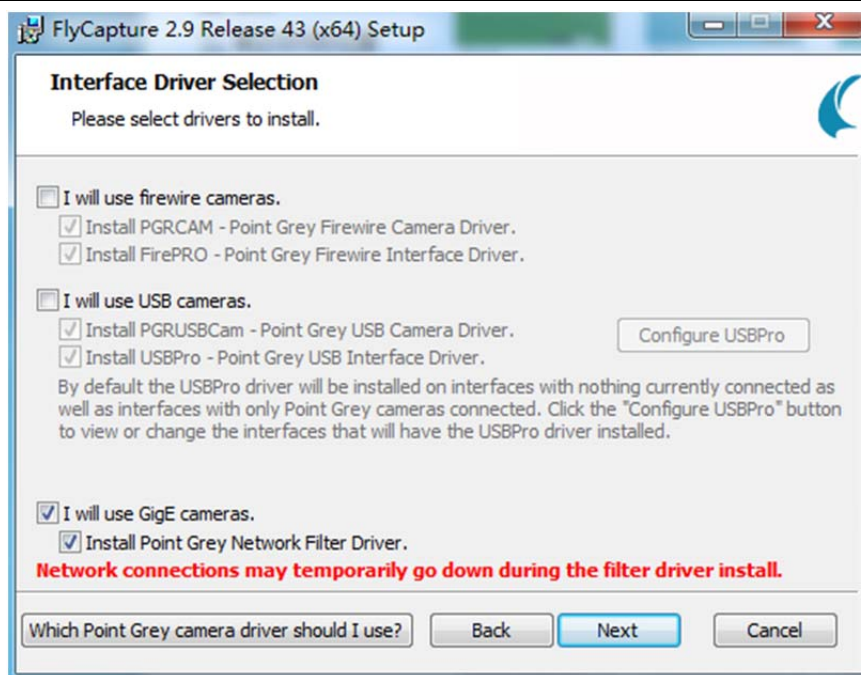 FlyCapture 2.9 Release 43 (x64) Setup
Interface Driver Selection
Please select drivers to install.
I will use firewire cameras.
Install PGRCAM - Point Grey Firewire Camera Driver.
Install FirePRO - Point Grey Firewire Interface Driver.
I will use USB cameras.
Install PGRUSBCam - Point Grey USB Camera Driver.
Configure USBPro
Install USBPro - Point Grey USB Interface Driver.
By default the USBPro driver will be installed on interfaces with nothing currently connected as
well as interfaces with only Point Grey cameras connected. Click the "Configure USBPro" button
to view or change the interfaces that will have the USBPro driver installed.
I will use GigE cameras.
Install Point Grey Network Filter Driver.
Network connections may temporarily go down during the filter driver install.
Which Point Grey camera driver should I use?
Back
Next
Cancel